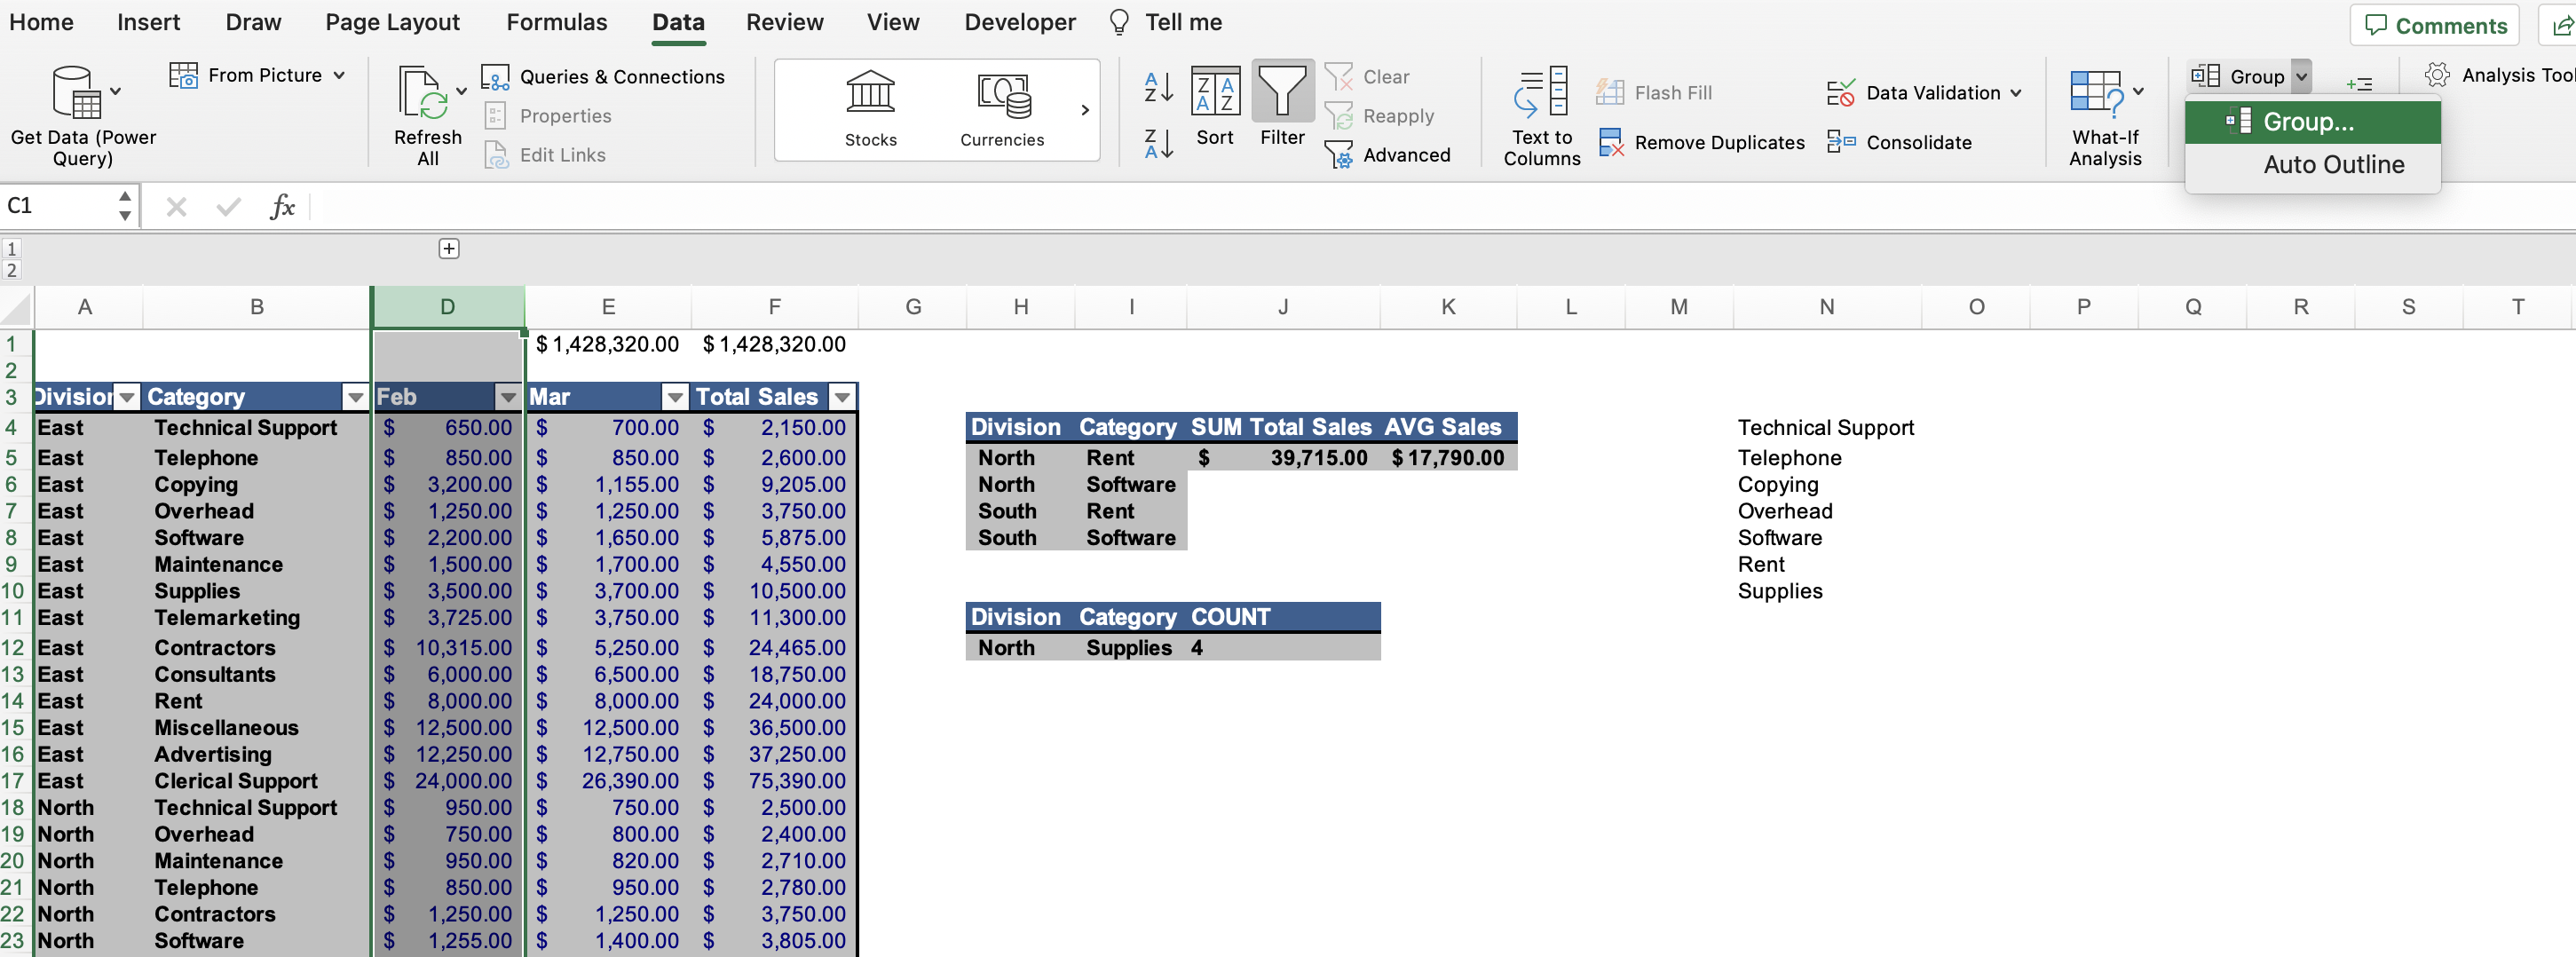 Home Insert Draw Page Layout Formulas Data Review View Developer Tell me Comments
Get Data (Power Query)
From Picture
Refresh All
Queries & Connections
Properties
Edit Links
Stocks
Currencies
Sort
Filter
Clear
Reapply
Advanced
Text to Columns
Flash Fill
Remove Duplicates
Data Validation
Consolidate
What-If Analysis
Group
Group...
Auto Outline
C1 fx
1
2
A B D E F G H I J K L M N O P Q R S T
1 $ 1,428,320.00 $ 1,428,320.00
2
3 Category Feb Mar Total Sales
4 East Technical Support $ 650.00 $ 700.00 $ 2,150.00 Division Category SUM Total Sales AVG Sales Technical Support
5 East Telephone $ 850.00 $ 850.00 $ 2,600.00 North Rent $ 39,715.00 $ 17,790.00 Telephone
6 East Copying $ 3,200.00 $ 1,155.00 $ 9,205.00 North Software Copying
7 East Overhead $ 1,250.00 $ 1,250.00 $ 3,750.00 South Rent Overhead
8 East Software $ 2,200.00 $ 1,650.00 $ 5,875.00 South Software Software
9 East Maintenance $ 1,500.00 $ 1,700.00 $ 4,550.00 Rent
10 East Supplies $ 3,500.00 $ 3,700.00 $ 10,500.00 Supplies
11 East Telemarketing $ 3,725.00 $ 3,750.00 $ 11,300.00 Division Category COUNT
12 East Contractors $ 10,315.00 $ 5,250.00 $ 24,465.00 North Supplies 4
13 East Consultants $ 6,000.00 $ 6,500.00 $ 18,750.00
14 East Rent $ 8,000.00 $ 8,000.00 $ 24,000.00
15 East Miscellaneous $ 12,500.00 $ 12,500.00 $ 36,500.00
16 East Advertising $ 12,250.00 $ 12,750.00 $ 37,250.00
17 East Clerical Support $ 24,000.00 $ 26,390.00 $ 75,390.00
18 North Technical Support $ 950.00 $ 750.00 $ 2,500.00
19 North Overhead $ 750.00 $ 800.00 $ 2,400.00
20 North Maintenance $ 950.00 $ 820.00 $ 2,710.00
21 North Telephone $ 850.00 $ 950.00 $ 2,780.00
22 North Contractors $ 1,250.00 $ 1,250.00 $ 3,750.00
23 North Software $ 1,255.00 $ 1,400.00 $ 3,805.00